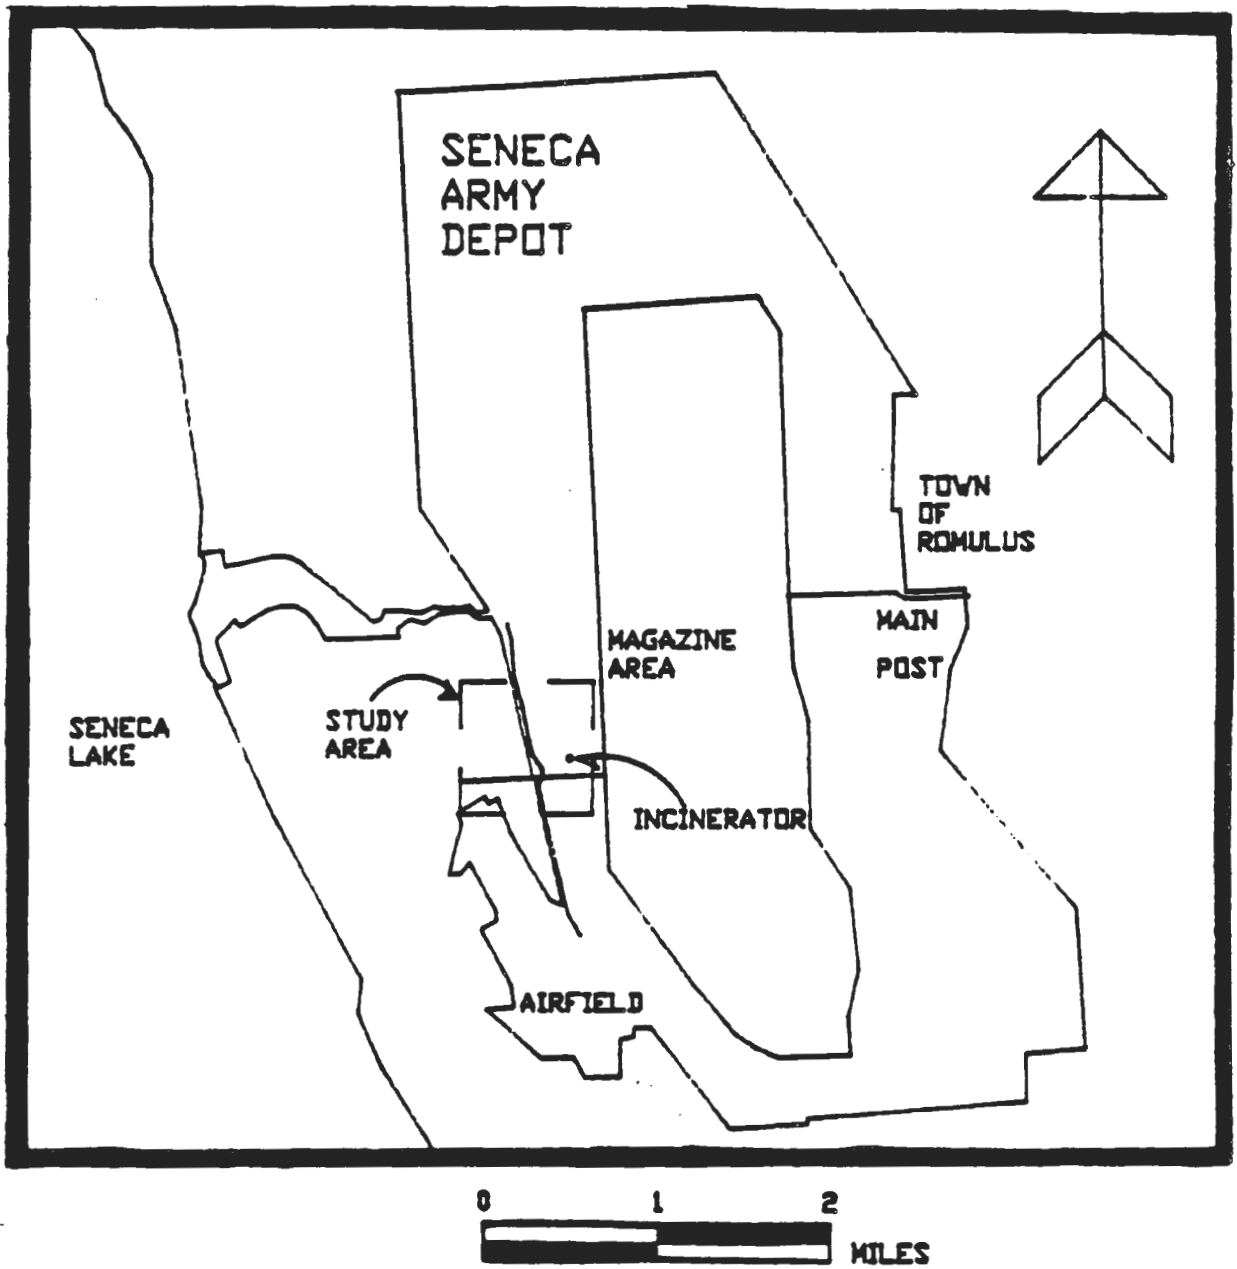 SENECA
ARMY
DEPOT
TOWN
OF
ROMULUS
MAIN
POST
MAGAZINE
AREA
STUDY
AREA
SENECA
LAKE
INCINERATOR
AIRFIELD
0 1 2
MILES